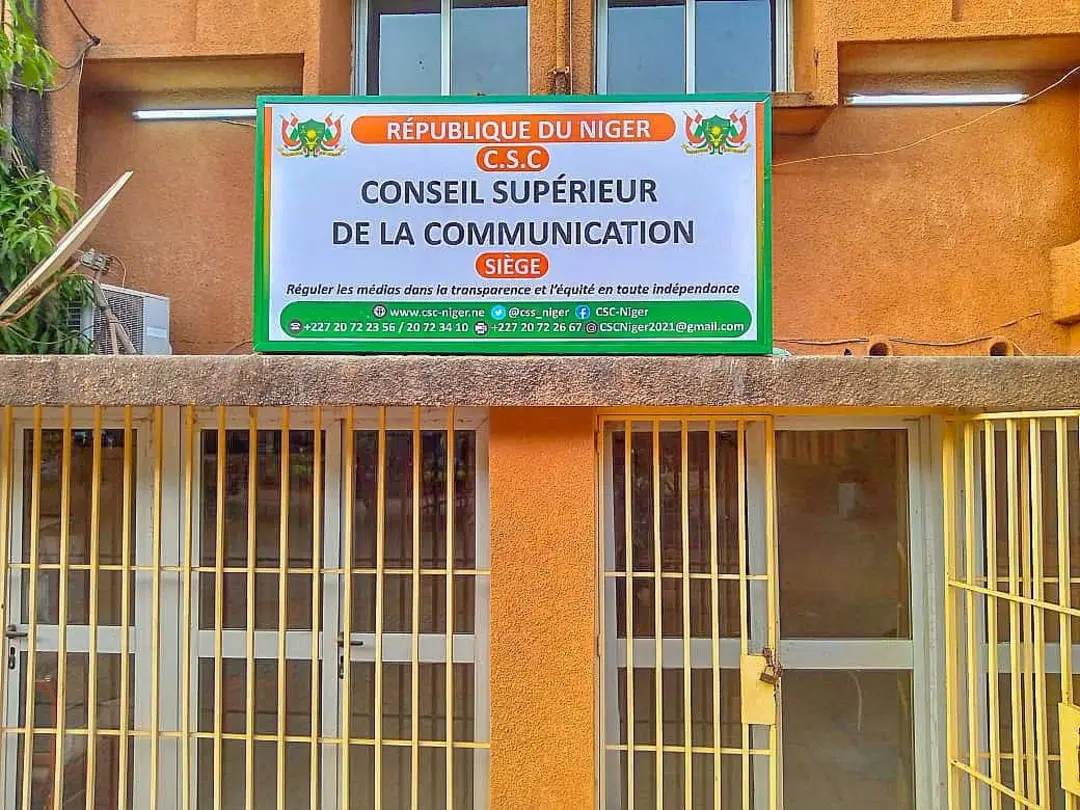 RÉPUBLIQUE DU NIGER
C.S.C
CONSEIL SUPÉRIEUR
DE LA COMMUNICATION
SIÈGE
Réguler les médias dans la transparence et l'équité en toute indépendance
www.csc-niger.ne @css_niger CSC-Niger
+227 20 72 23 56 / 20 72 34 10 +227 20 72 26 67 @ CSCNiger2021@gmail.com